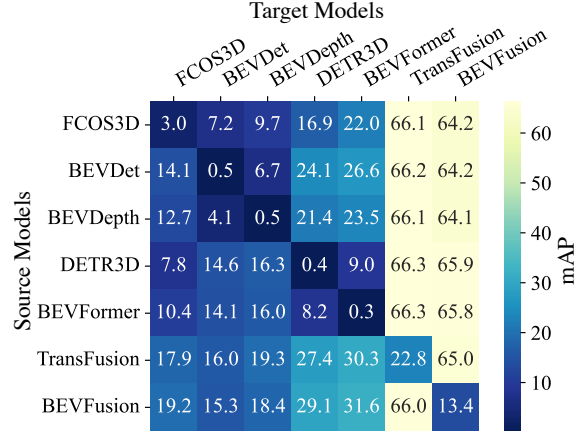 Target Models
FCOS3D BEVDet BEVDepth DETR3D BEVFormer TransFusion BEVFusion
Source Models
FCOS3D 3.0 7.2 9.7 16.9 22.0 66.1 64.2
BEVDet 14.1 0.5 6.7 24.1 26.6 66.2 64.2
BEVDepth 12.7 4.1 0.5 21.4 23.5 66.1 64.1
DETR3D 7.8 14.6 16.3 0.4 9.0 66.3 65.9
BEVFormer 10.4 14.1 16.0 8.2 0.3 66.3 65.8
TransFusion 17.9 16.0 19.3 27.4 30.3 22.8 65.0
BEVFusion 19.2 15.3 18.4 29.1 31.6 66.0 13.4
60
50
40
30
20
10
mAP